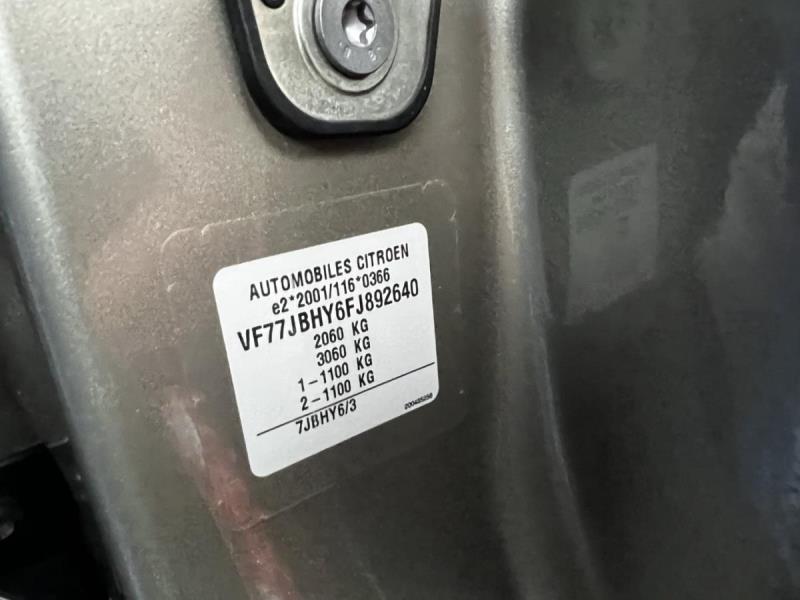 AUTOMOBILES CITROEN
e2*2001/116*0366
VF77JBHY6FJ892640
2060 KG
3060 KG
1-1100 KG
2-1100 KG
7JBHY6/3